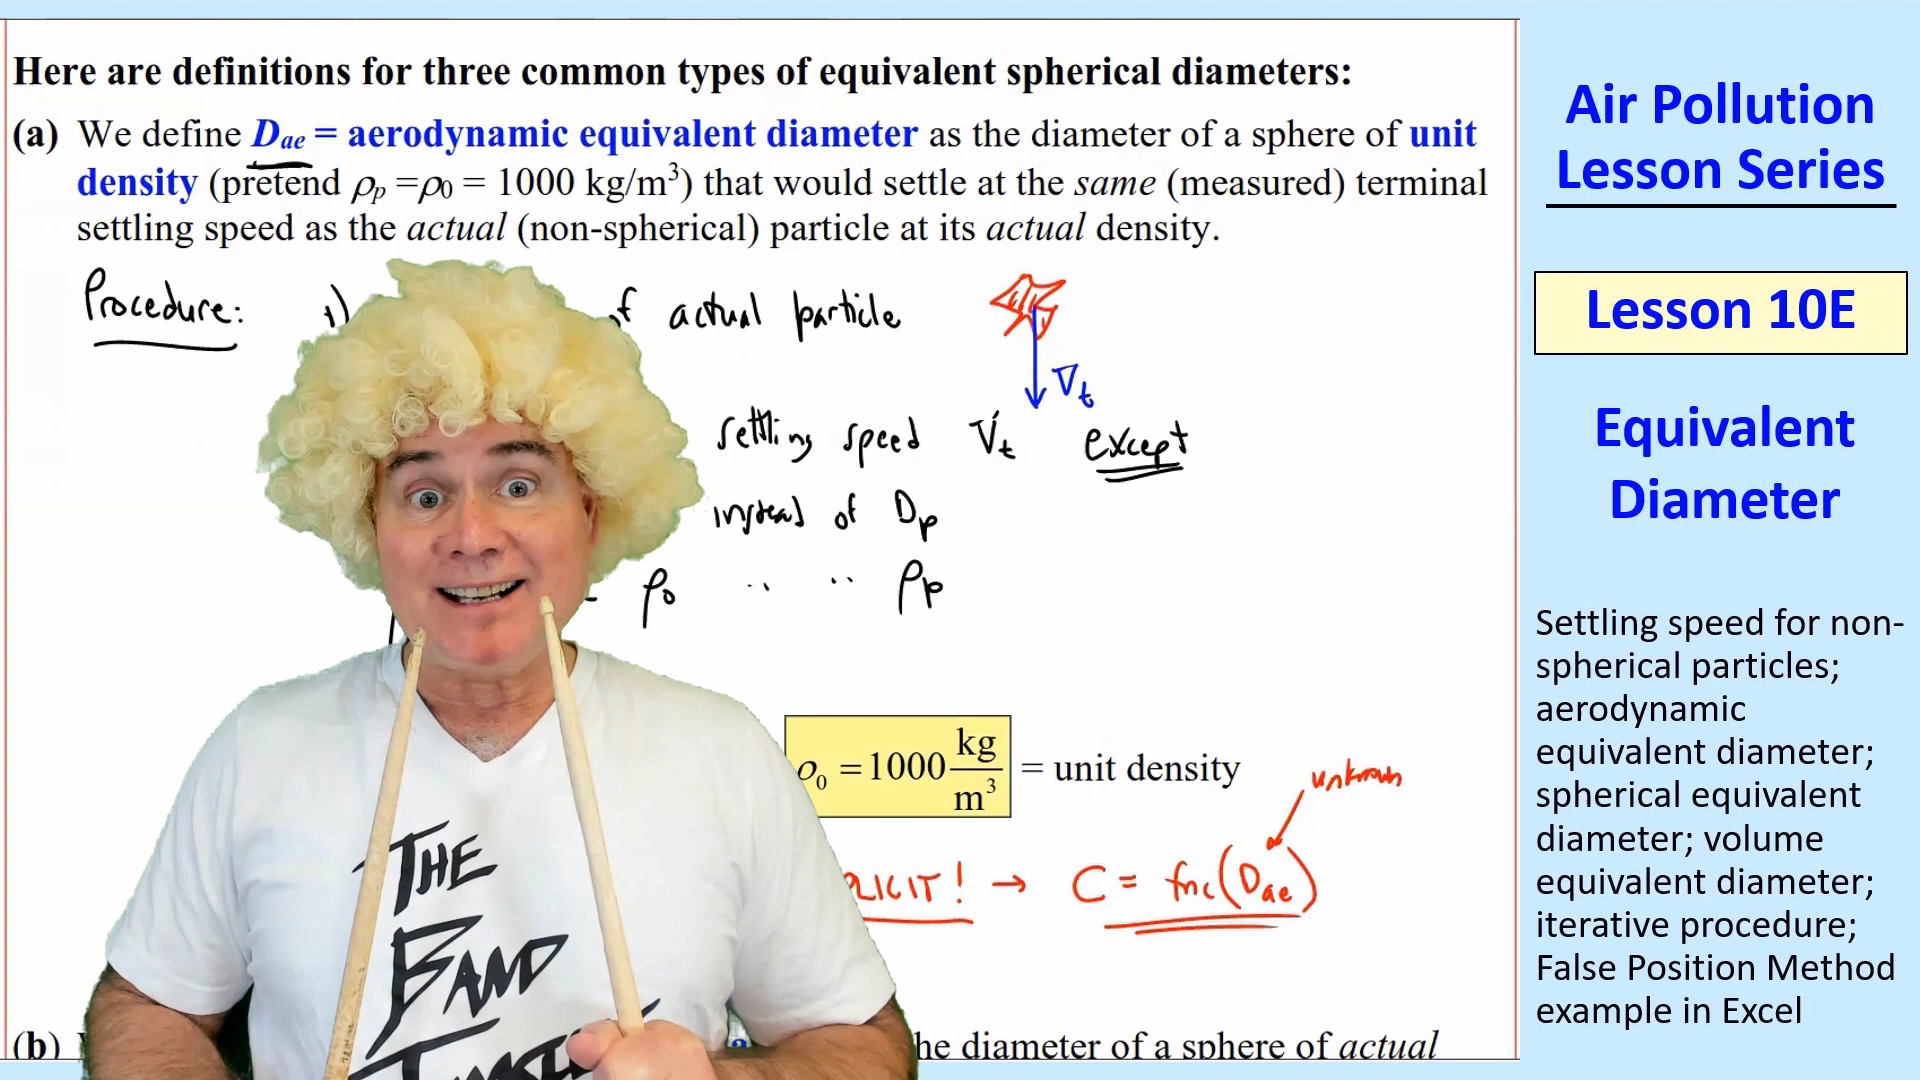 Here are definitions for three common types of equivalent spherical diameters:
(a) We define Dae = aerodynamic equivalent diameter as the diameter of a sphere of unit
density (pretend ρp =ρ0 = 1000 kg/m³) that would settle at the same (measured) terminal
settling speed as the actual (non-spherical) particle at its actual density.
Procedure: 1) of actual particle
Vt
settling speed Vt except
instead of Dp
ρ0 " " ρp
ρ0 = 1000 kg/m³ = unit density
unknown
LICIT! → C = fnc(Dae)
(b) the diameter of a sphere of actual
THE
BAND
Air Pollution
Lesson Series
Lesson 10E
Equivalent
Diameter
Settling speed for non-
spherical particles;
aerodynamic
equivalent diameter;
spherical equivalent
diameter; volume
equivalent diameter;
iterative procedure;
False Position Method
example in Excel